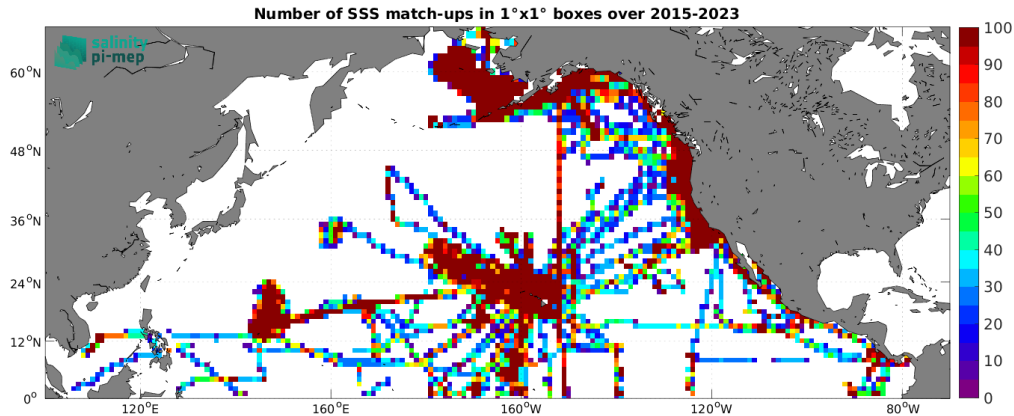 Number of SSS match-ups in 1°x1° boxes over 2015-2023
salinity
pi-mep
60°N
48°N
36°N
24°N
12°N
0°
120°E
160°E
160°W
120°W
80°W
100
90
80
70
60
50
40
30
20
10
0